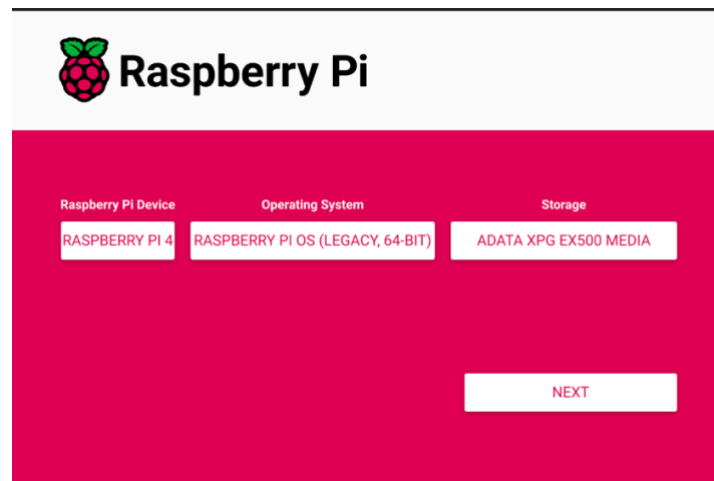 Raspberry Pi
Raspberry Pi Device Operating System Storage
RASPBERRY PI 4 RASPBERRY PI OS (LEGACY, 64-BIT) ADATA XPG EX500 MEDIA
NEXT